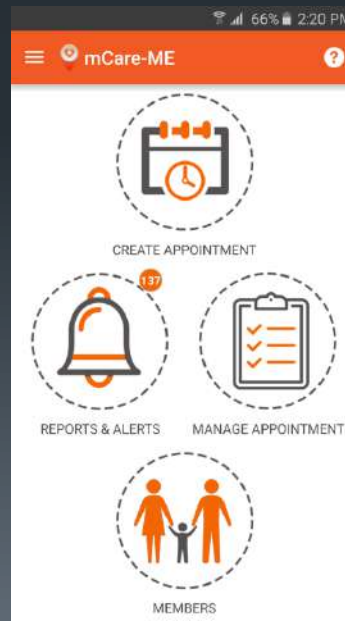 66% 2:20 PM
mCare-ME
?
CREATE APPOINTMENT
137
REPORTS & ALERTS MANAGE APPOINTMENT
MEMBERS